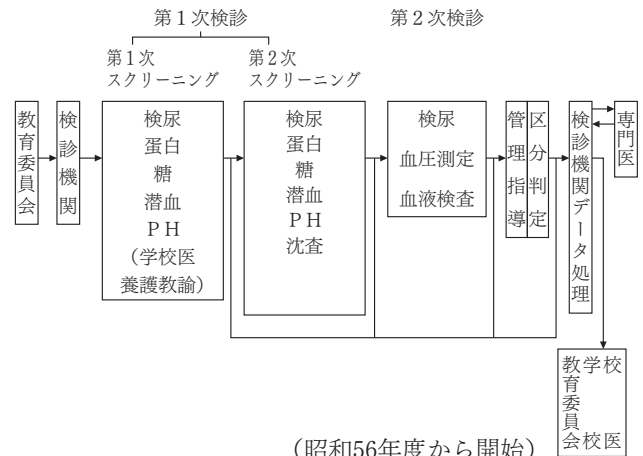 第１次検診
第２次検診
第１次
スクリーニング
第２次
スクリーニング
教育委員会
検診機関
検尿
蛋白
糖
潜血
ＰＨ
（学校医
養護教諭）
検尿
蛋白
糖
潜血
ＰＨ
沈査
検尿
血圧測定
血液検査
管理指導
区分判定
検診機関データ処理
専門医
教育委員会
学校
校医
（昭和56年度から開始）